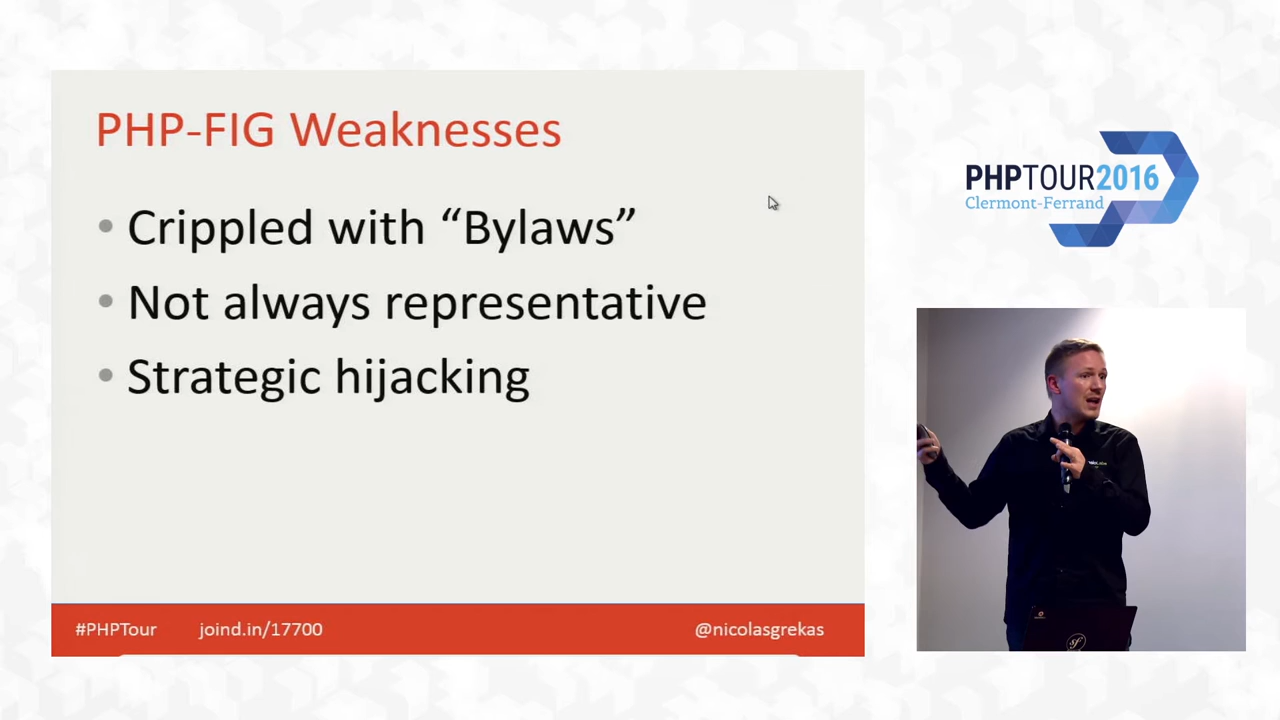 PHP-FIG Weaknesses
• Crippled with “Bylaws”
• Not always representative
• Strategic hijacking
#PHPTour joind.in/17700 @nicolasgrekas
PHPTOUR2016
Clermont-Ferrand
sf